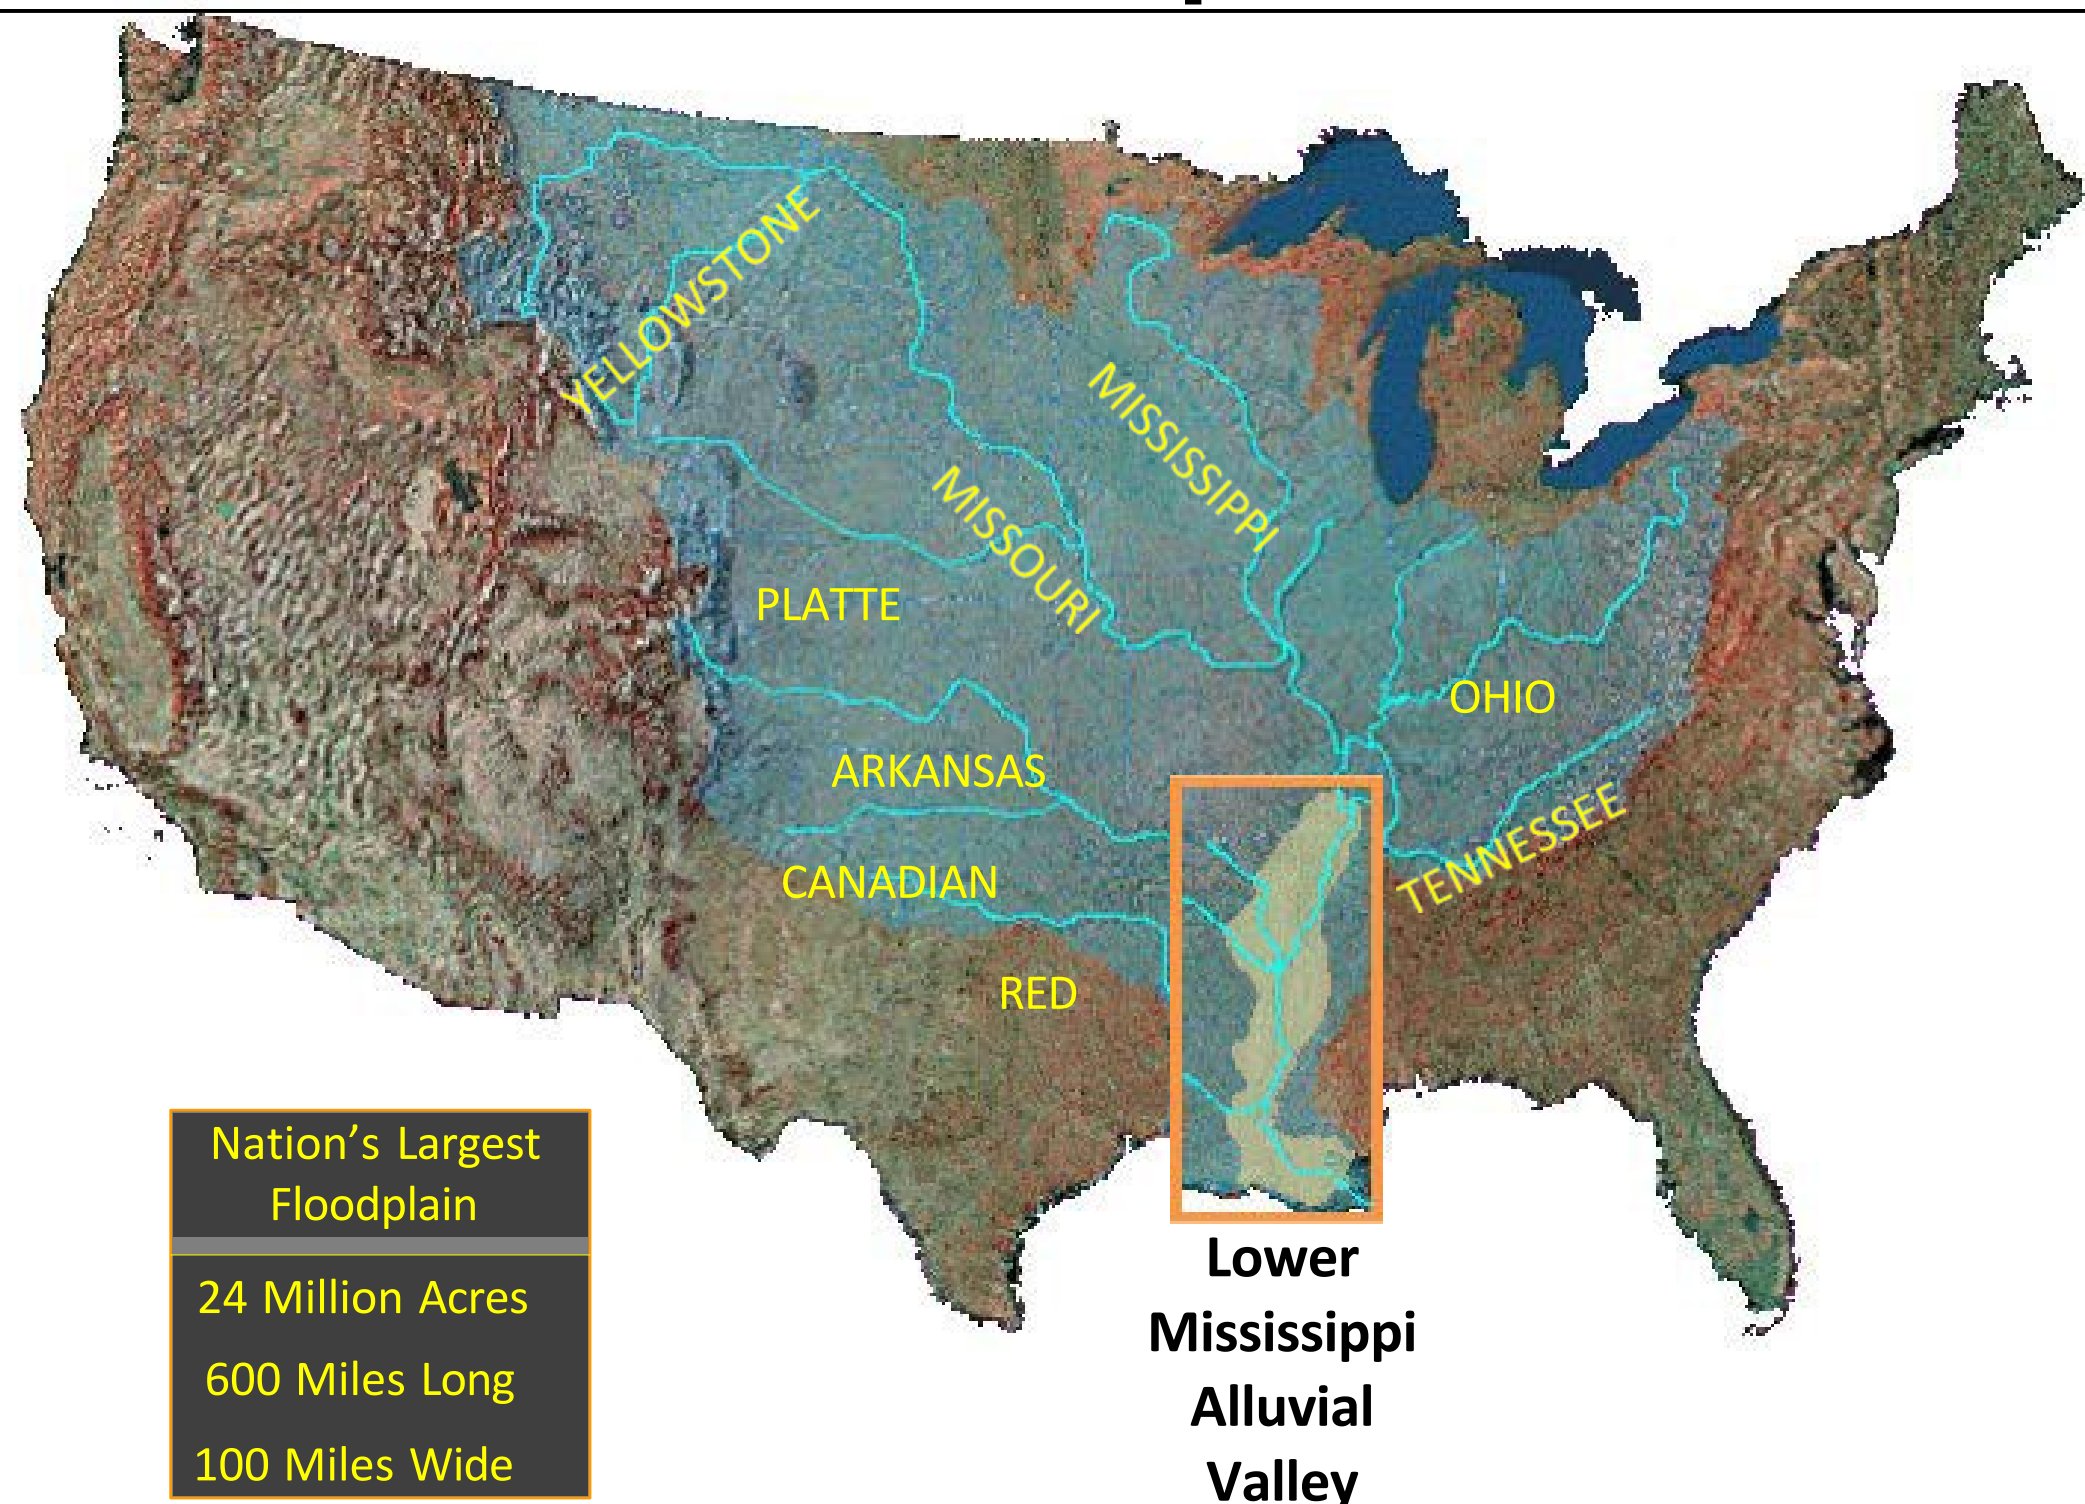 YELLOWSTONE
MISSISSIPPI
MISSOURI
PLATTE
OHIO
ARKANSAS
TENNESSEE
CANADIAN
RED
Nation’s Largest
Floodplain
24 Million Acres
600 Miles Long
100 Miles Wide
Lower
Mississippi
Alluvial
Valley